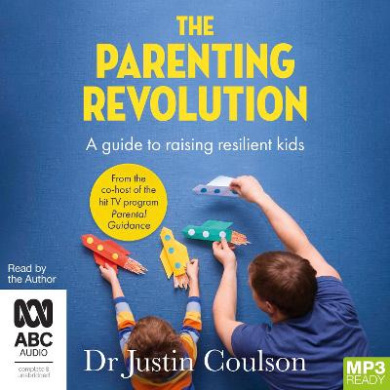 THE
PARENTING
REVOLUTION
A guide to raising resilient kids
From the
co-host of the
hit TV program
Parental
Guidance
Read by
the Author
ABC
AUDIO
complete & unabridged
Dr Justin Coulson
MP3
READY